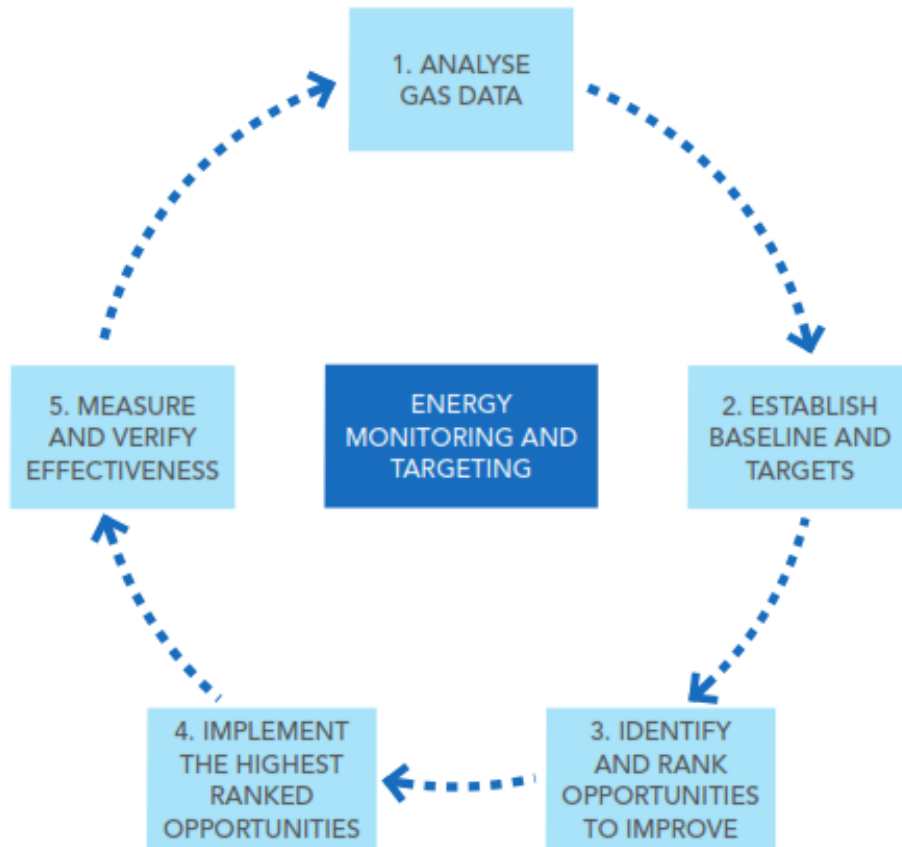 1. ANALYSE
GAS DATA
2. ESTABLISH
BASELINE AND
TARGETS
3. IDENTIFY
AND RANK
OPPORTUNITIES
TO IMPROVE
4. IMPLEMENT
THE HIGHEST
RANKED
OPPORTUNITIES
5. MEASURE
AND VERIFY
EFFECTIVENESS
ENERGY
MONITORING AND
TARGETING